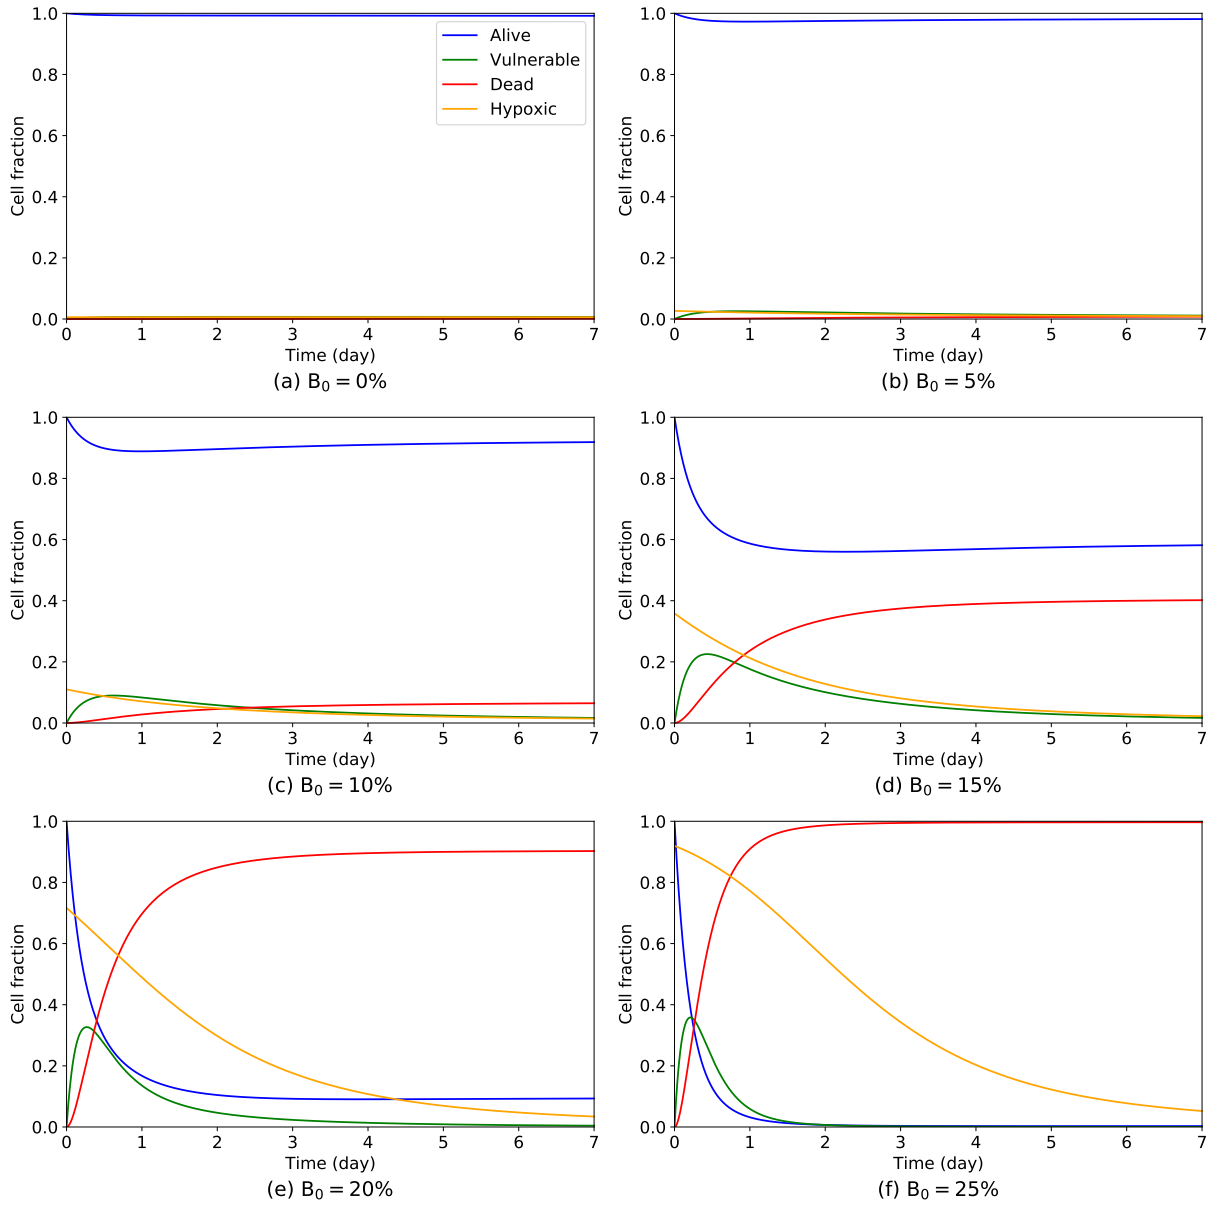 1.0
0.8
0.6
0.4
0.2
0.0
Cell fraction
Alive
Vulnerable
Dead
Hypoxic
0 1 2 3 4 5 6 7
Time (day)
(a) B₀ = 0%
1.0
0.8
0.6
0.4
0.2
0.0
Cell fraction
0 1 2 3 4 5 6 7
Time (day)
(b) B₀ = 5%
1.0
0.8
0.6
0.4
0.2
0.0
Cell fraction
0 1 2 3 4 5 6 7
Time (day)
(c) B₀ = 10%
1.0
0.8
0.6
0.4
0.2
0.0
Cell fraction
0 1 2 3 4 5 6 7
Time (day)
(d) B₀ = 15%
1.0
0.8
0.6
0.4
0.2
0.0
Cell fraction
0 1 2 3 4 5 6 7
Time (day)
(e) B₀ = 20%
1.0
0.8
0.6
0.4
0.2
0.0
Cell fraction
0 1 2 3 4 5 6 7
Time (day)
(f) B₀ = 25%